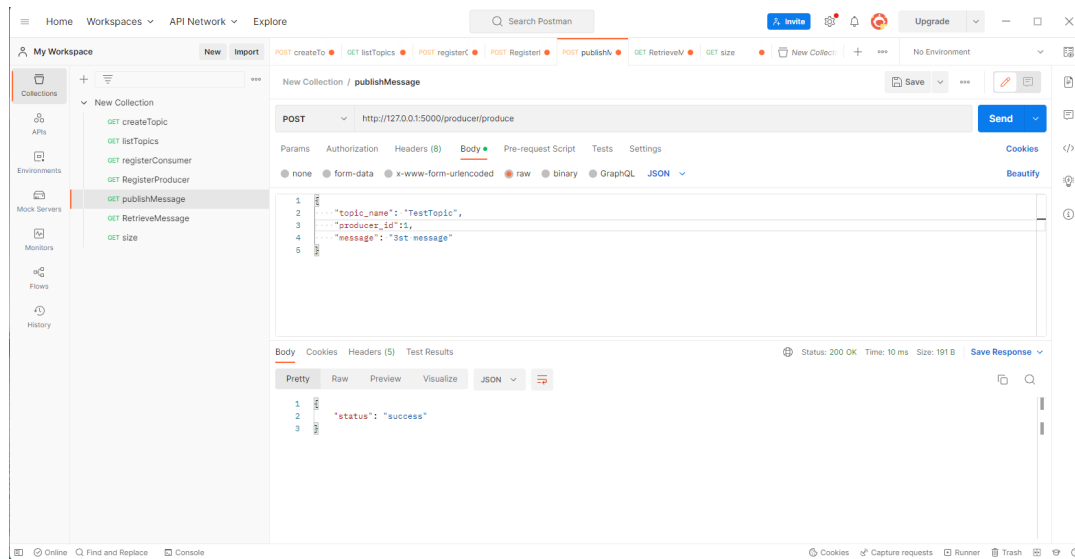 Home Workspaces API Network Explore Search Postman Invite Upgrade
My Workspace New Import POST createTo GET listTopics POST registerC POST RegisterI POST publishM GET RetrieveM GET size New Collecti No Environment
Collections
APIs
Environments
Mock Servers
Monitors
Flows
History
New Collection
GET createTopic
GET listTopics
GET registerConsumer
GET RegisterProducer
GET publishMessage
GET RetrieveMessage
GET size
New Collection / publishMessage Save
POST http://127.0.0.1:5000/producer/produce Send
Params Authorization Headers (8) Body Pre-request Script Tests Settings Cookies
none form-data x-www-form-urlencoded raw binary GraphQL JSON Beautify
1 {
2 "topic_name": "TestTopic",
3 "producer_id":1,
4 "message": "3st message"
5 }
Body Cookies Headers (5) Test Results Status: 200 OK Time: 10 ms Size: 191 B Save Response
Pretty Raw Preview Visualize JSON
1 {
2 "status": "success"
3 }
Online Find and Replace Console Cookies Capture requests Runner Trash